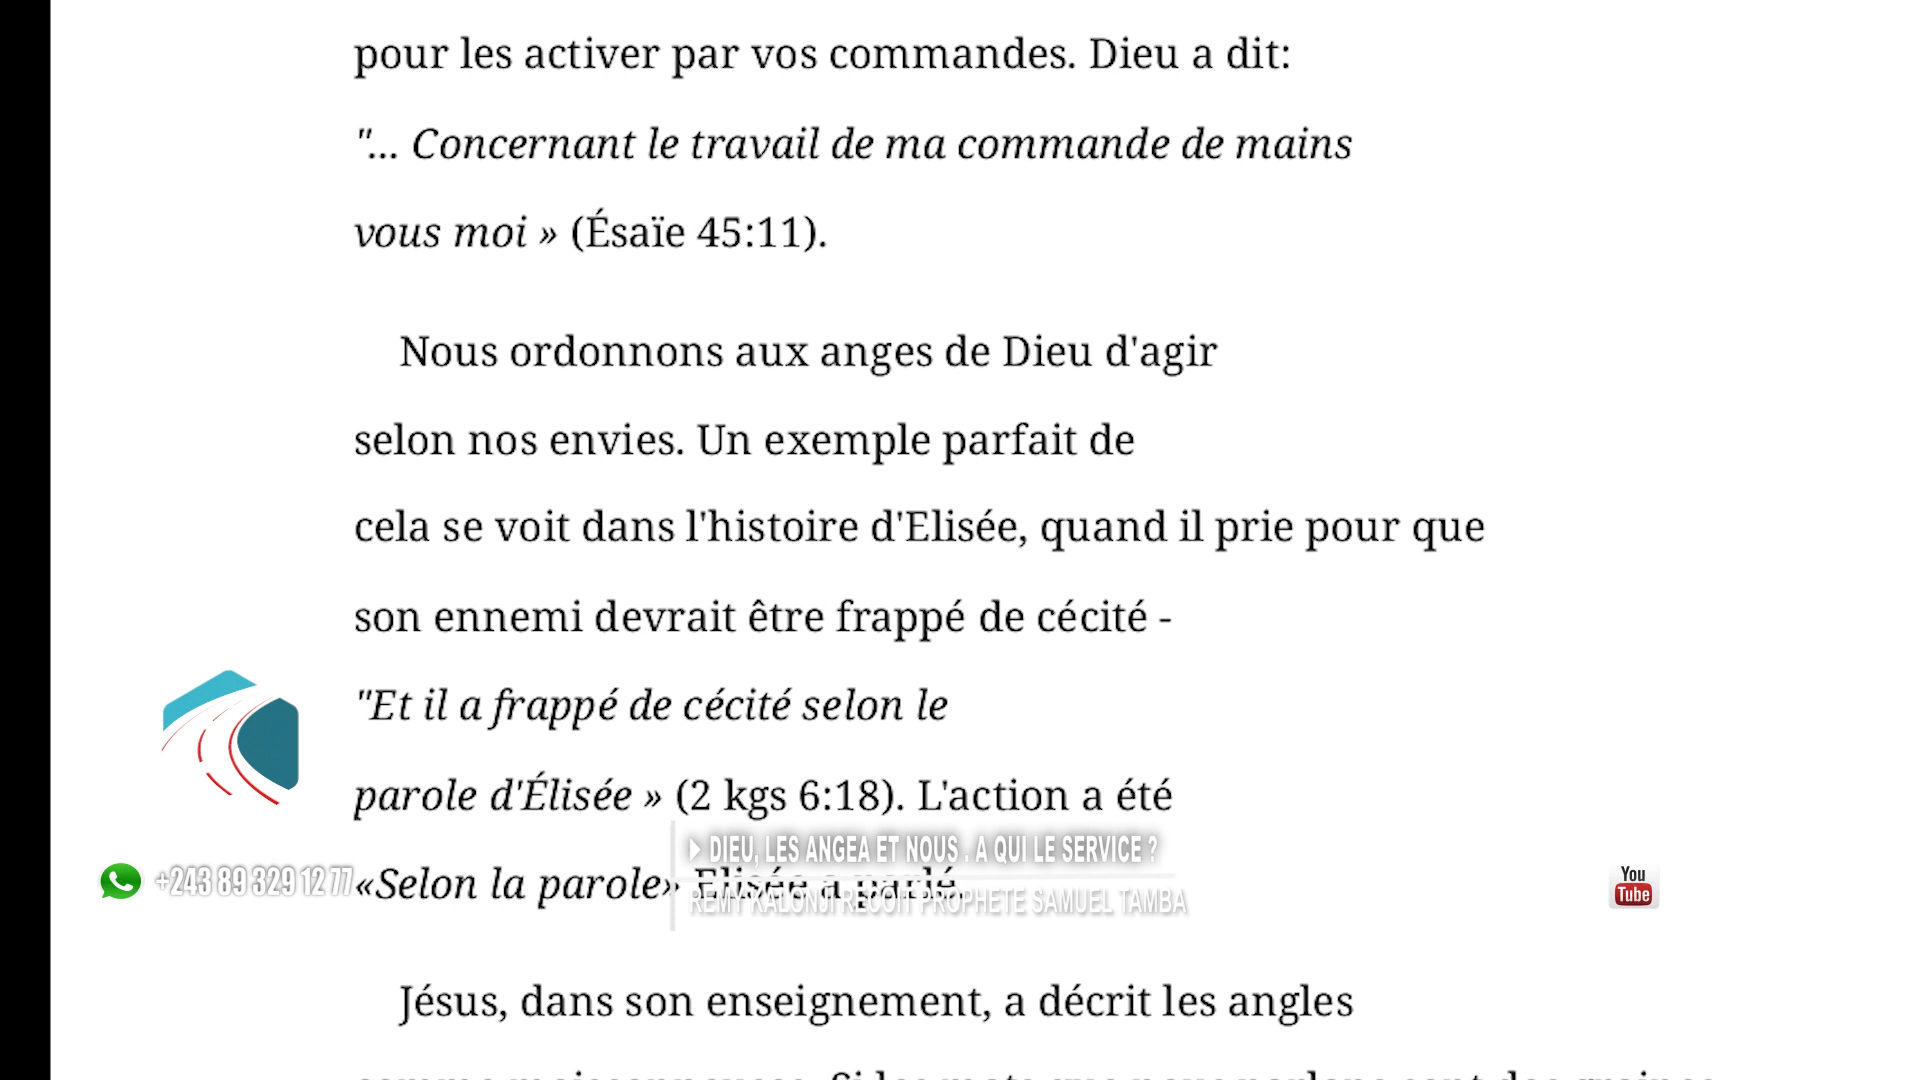 pour les activer par vos commandes. Dieu a dit:
"... Concernant le travail de ma commande de mains
vous moi » (Ésaïe 45:11).
Nous ordonnons aux anges de Dieu d'agir
selon nos envies. Un exemple parfait de
cela se voit dans l'histoire d'Elisée, quand il prie pour que
son ennemi devrait être frappé de cécité -
"Et il a frappé de cécité selon le
parole d'Élisée » (2 kgs 6:18). L'action a été
DIEU, LES ANGEA ET NOUS . A QUI LE SERVICE ?
+243 89 329 12 77
«Selon la parole» Elisée a parlé.
REMY KALONJI RECOIT PROPHETE SAMUEL TAMBA
You Tube
Jésus, dans son enseignement, a décrit les angles